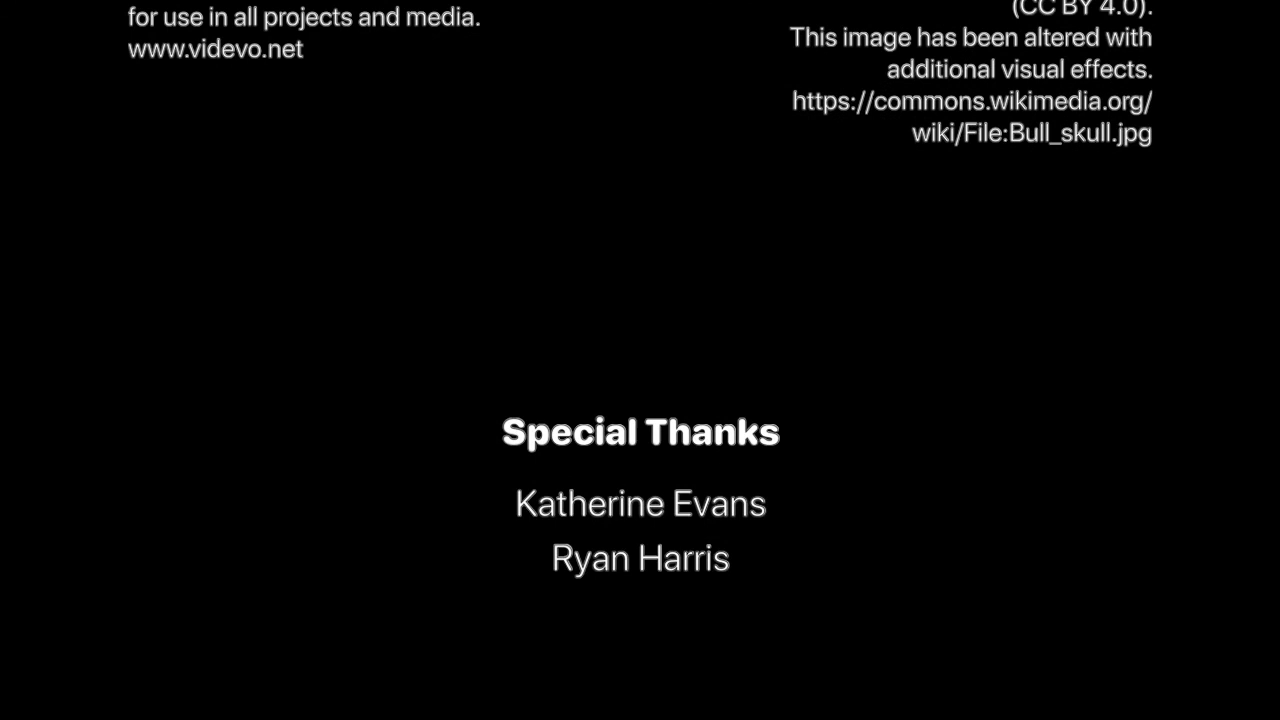 for use in all projects and media.
www.videvo.net
(CC BY 4.0).
This image has been altered with
additional visual effects.
https://commons.wikimedia.org/
wiki/File:Bull_skull.jpg
Special Thanks
Katherine Evans
Ryan Harris